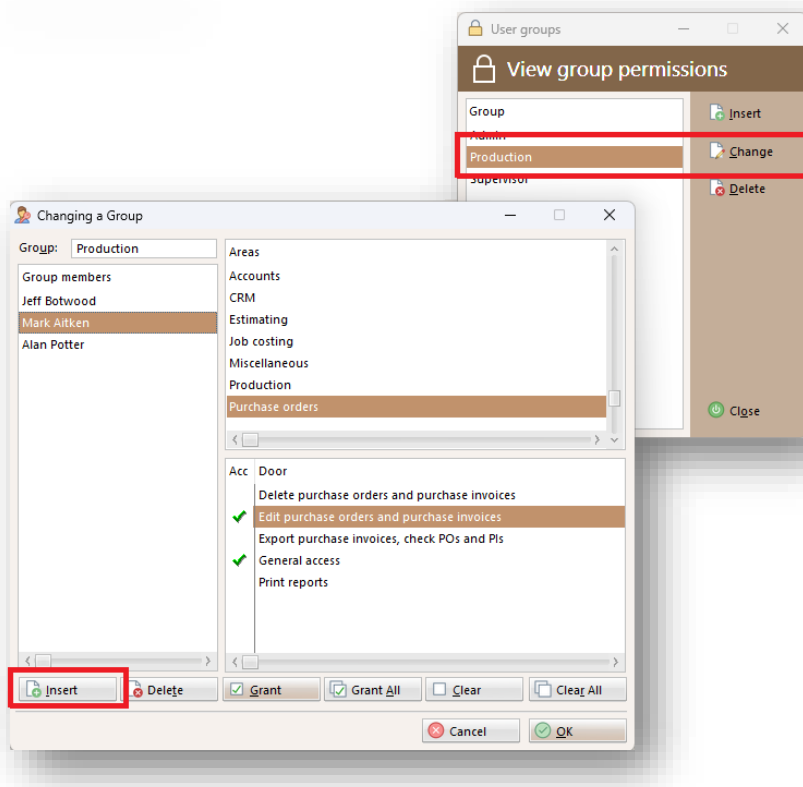 User groups
View group permissions
Group
Admin
Production
Supervisor
Insert
Change
Delete
Close
Changing a Group
Group: Production
Group members
Jeff Botwood
Mark Aitken
Alan Potter
Areas
Accounts
CRM
Estimating
Job costing
Miscellaneous
Production
Purchase orders
Acc Door
Delete purchase orders and purchase invoices
Edit purchase orders and purchase invoices
Export purchase invoices, check POs and PIs
General access
Print reports
Insert Delete Grant Grant All Clear Clear All
Cancel OK